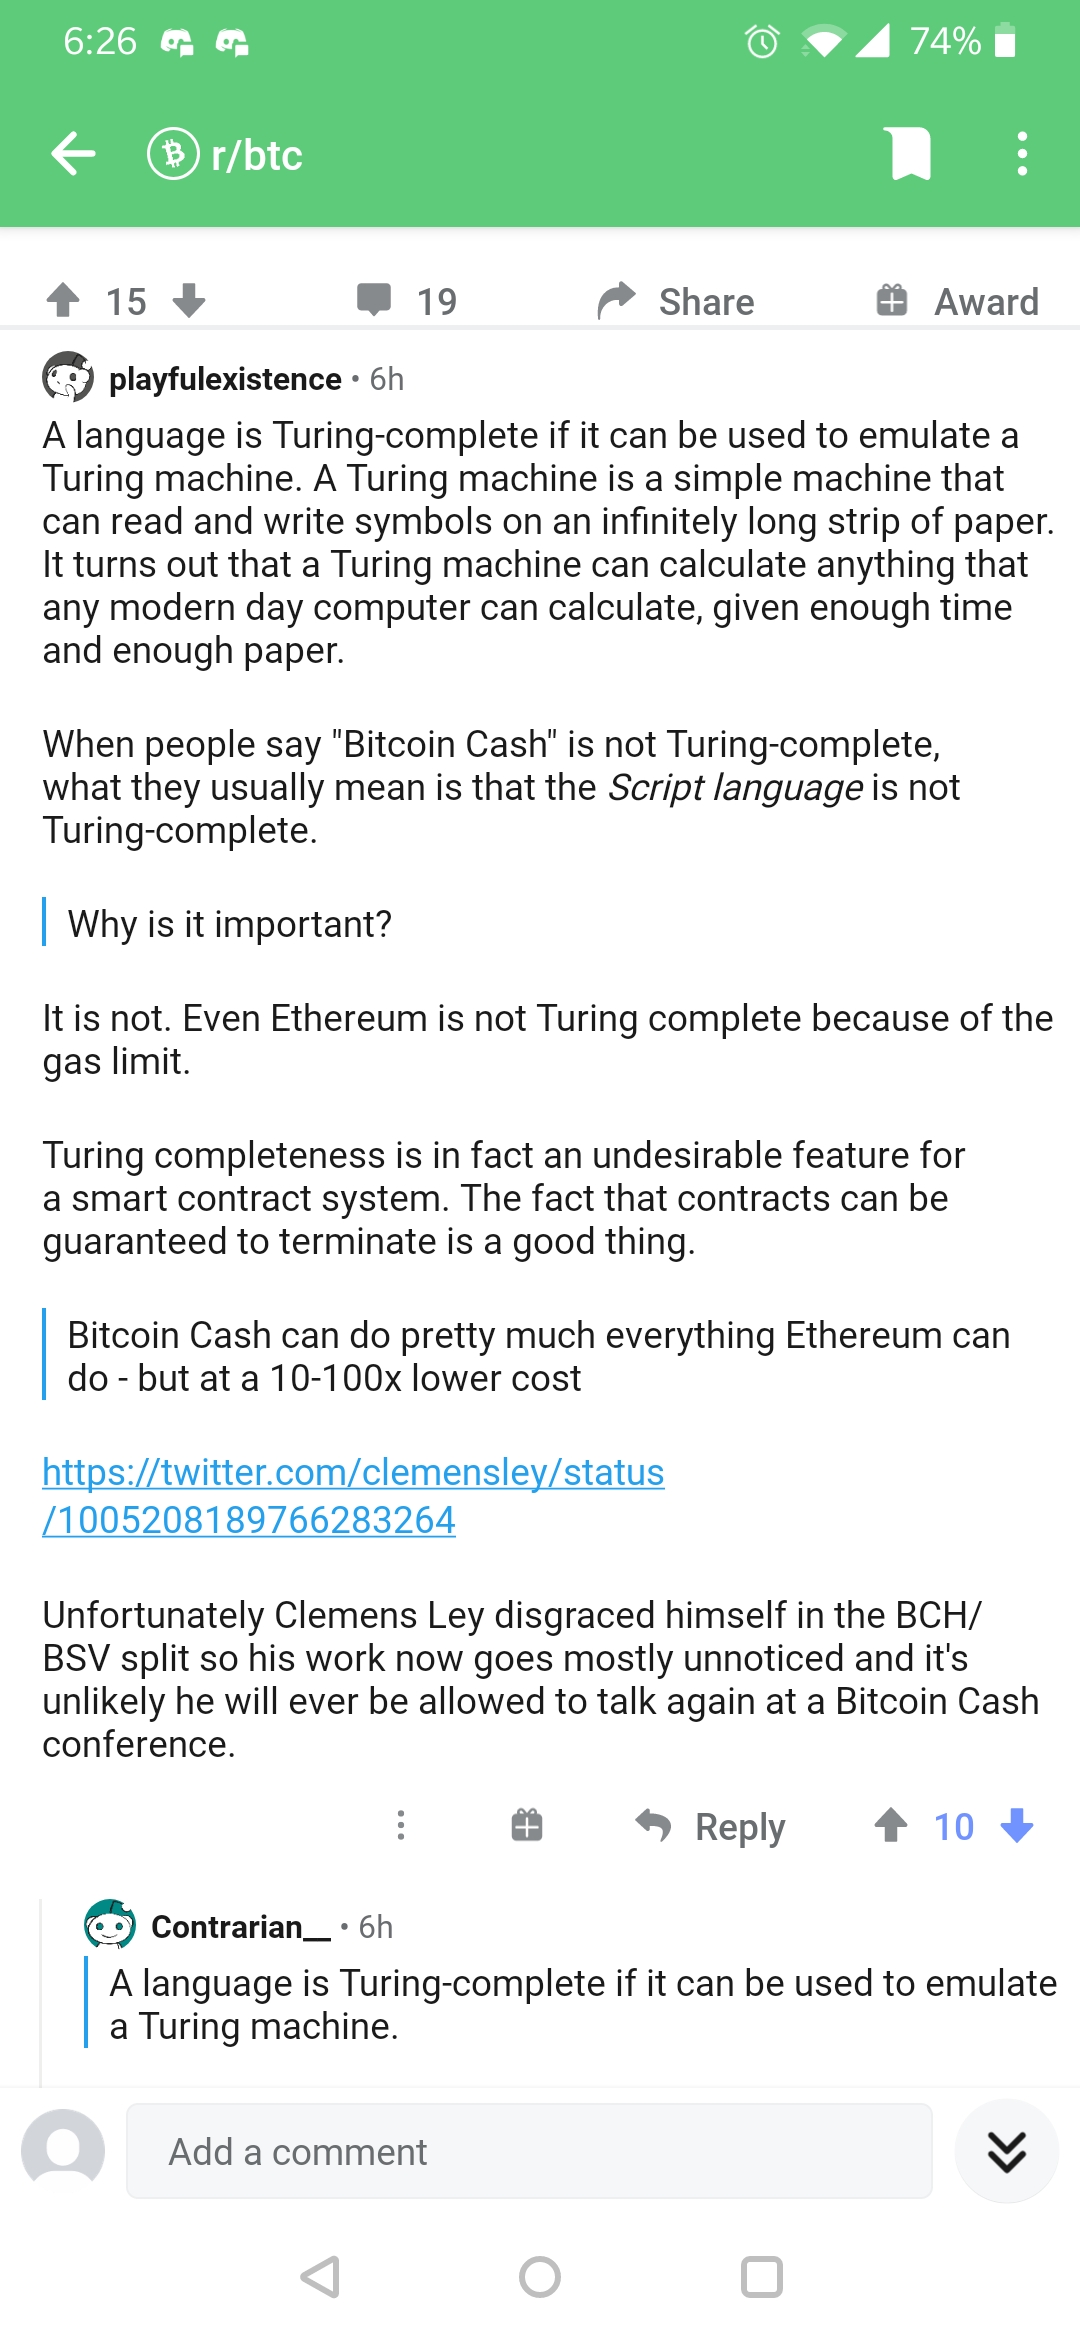 6:26
74%
r/btc
15
19
Share
Award
playfulexistence • 6h
A language is Turing-complete if it can be used to emulate a
Turing machine. A Turing machine is a simple machine that
can read and write symbols on an infinitely long strip of paper.
It turns out that a Turing machine can calculate anything that
any modern day computer can calculate, given enough time
and enough paper.
When people say "Bitcoin Cash" is not Turing-complete,
what they usually mean is that the Script language is not
Turing-complete.
Why is it important?
It is not. Even Ethereum is not Turing complete because of the
gas limit.
Turing completeness is in fact an undesirable feature for
a smart contract system. The fact that contracts can be
guaranteed to terminate is a good thing.
Bitcoin Cash can do pretty much everything Ethereum can
do - but at a 10-100x lower cost
https://twitter.com/clemensley/status
/1005208189766283264
Unfortunately Clemens Ley disgraced himself in the BCH/
BSV split so his work now goes mostly unnoticed and it's
unlikely he will ever be allowed to talk again at a Bitcoin Cash
conference.
Reply
10
Contrarian__ • 6h
A language is Turing-complete if it can be used to emulate
a Turing machine.
Add a comment